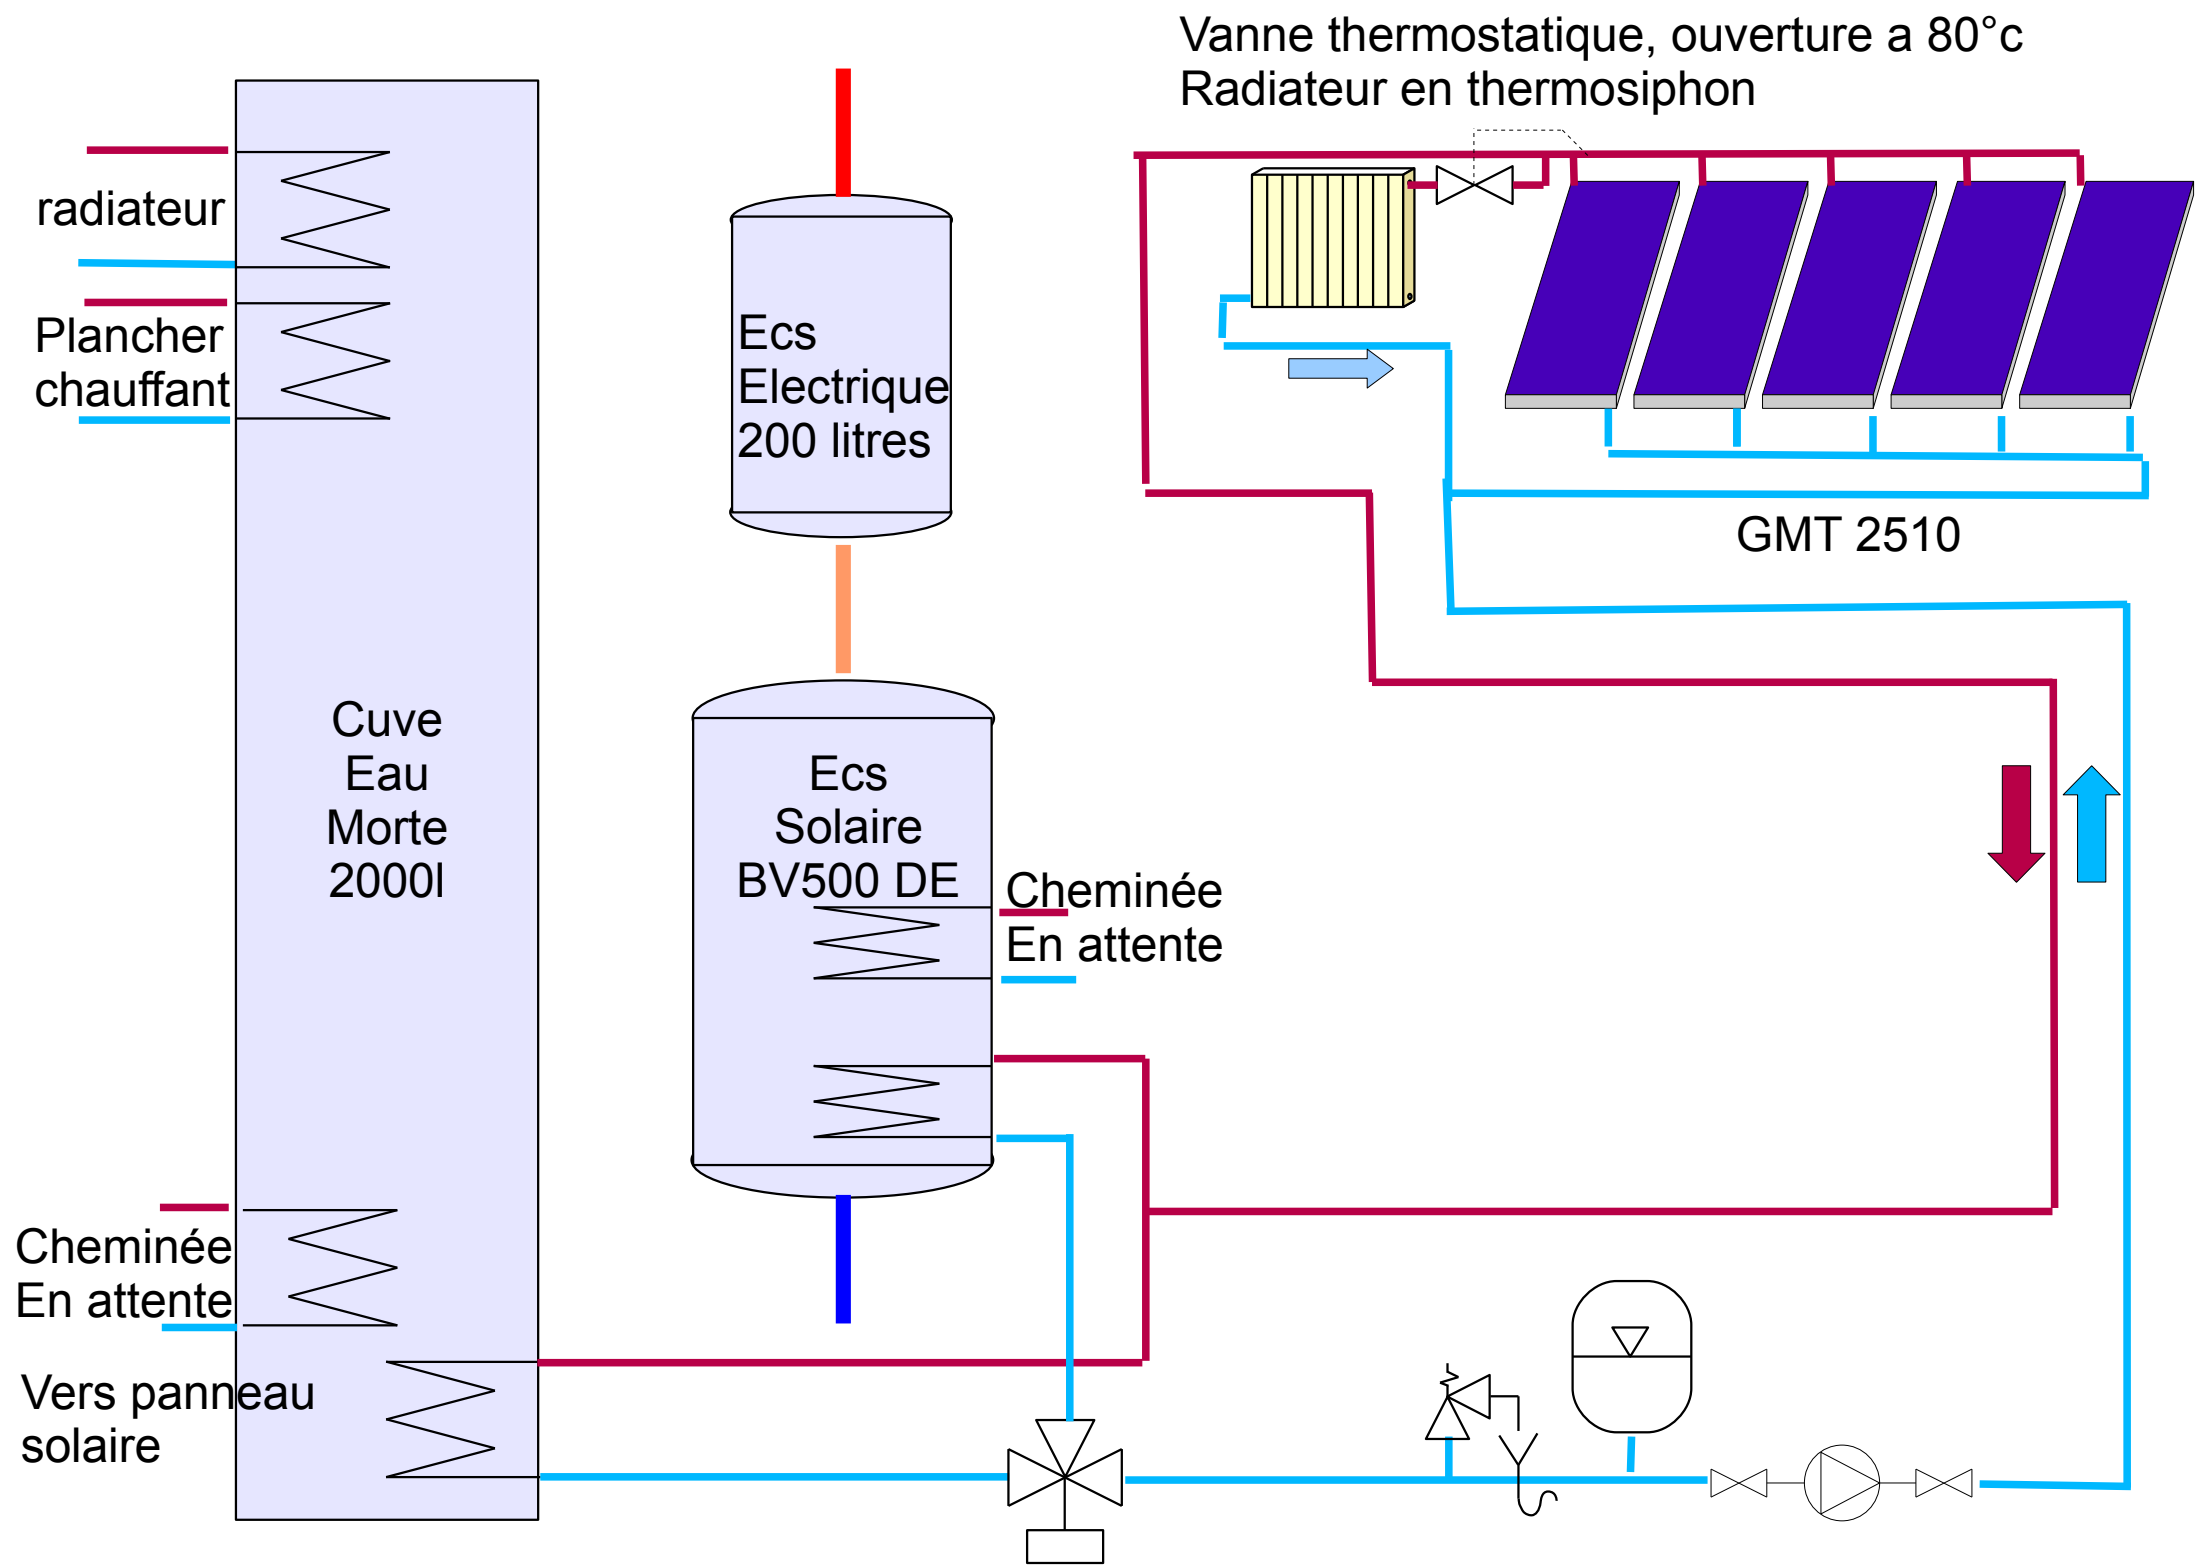 Vanne thermostatique, ouverture a 80°c
Radiateur en thermosiphon
radiateur
Plancher
chauffant
Ecs
Electrique
200 litres
GMT 2510
Cuve
Eau
Morte
2000l
Ecs
Solaire
BV500 DE
Cheminée
En attente
Cheminée
En attente
Vers panneau
solaire